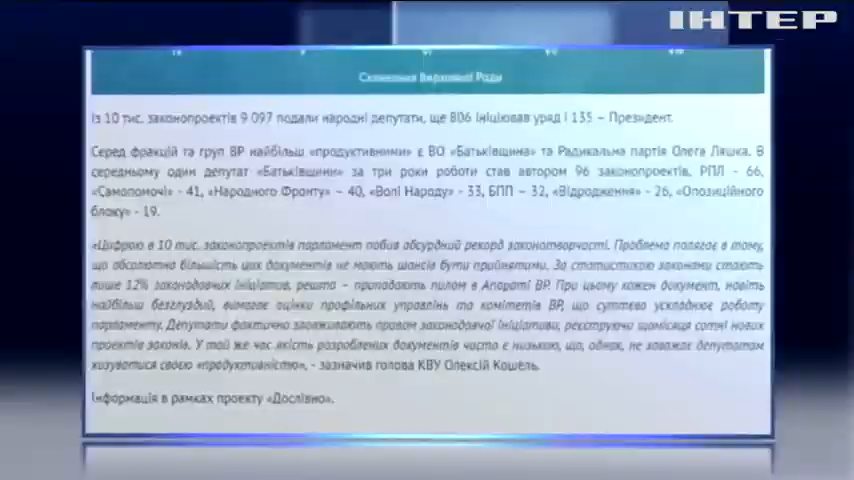 ІНТЕР
Скликання Верховної Ради
Із 10 тис. законопроектів 9 097 подали народні депутати, ще 806 ініціював уряд і 135 – Президент.
Серед фракцій та груп ВР найбільш «продуктивними» є ВО «Батьківщина» та Радикальна партія Олега Ляшка. В
середньому один депутат «Батьківщини» за три роки роботи став автором 96 законопроектів, РПЛ - 66,
«Самопомочі» - 41, «Народного Фронту» – 40, «Волі Народу» - 33, БПП – 32, «Відродження» - 26, «Опозиційного
блоку» - 19.
«Цифрою в 10 тис. законопроектів парламент побив абсурдний рекорд законотворчості. Проблема полягає в тому,
що абсолютна більшість цих документів не мають шансів бути прийнятими. За статистикою законами стають
лише 12% законодавчих ініціатив, решта – припадають пилом в Апараті ВР. При цьому кожен документ, навіть
найбільш безглуздий, вимагає оцінки профільних управлінь та комітетів ВР, що суттєво ускладнює роботу
парламенту. Депутати фактично зловживають правом законодавчої ініціативи, реєструючи щомісяця сотні нових
проектів законів. У той же час якість розроблених документів часто є низькою, що, однак, не заважає депутатам
хизуватися своєю «продуктивністю», - зазначив голова КВУ Олексій Кошель.
Інформація в рамках проекту «Дослівно».